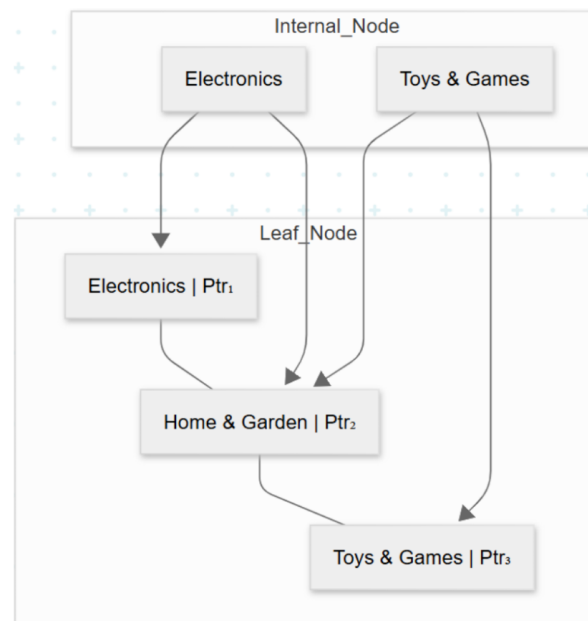 Internal_Node
Electronics
Toys & Games
Leaf_Node
Electronics | Ptr₁
Home & Garden | Ptr₂
Toys & Games | Ptr₃